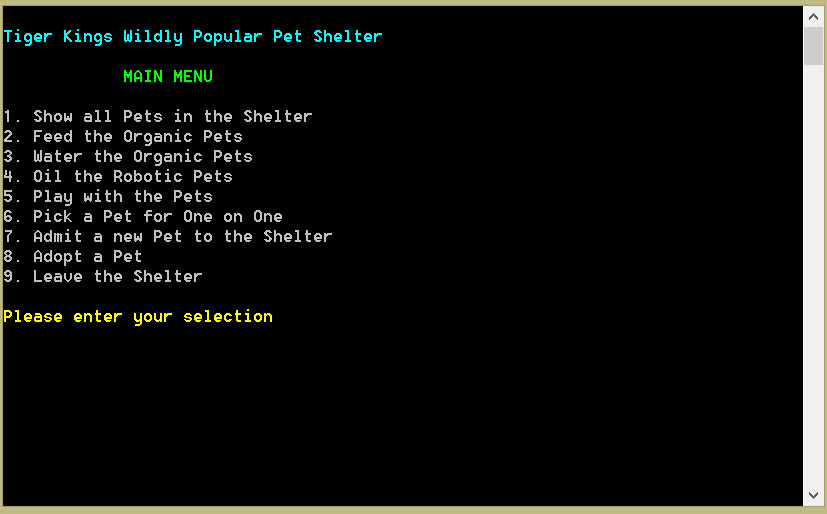 Tiger Kings Wildly Popular Pet Shelter
MAIN MENU
1. Show all Pets in the Shelter
2. Feed the Organic Pets
3. Water the Organic Pets
4. Oil the Robotic Pets
5. Play with the Pets
6. Pick a Pet for One on One
7. Admit a new Pet to the Shelter
8. Adopt a Pet
9. Leave the Shelter
Please enter your selection